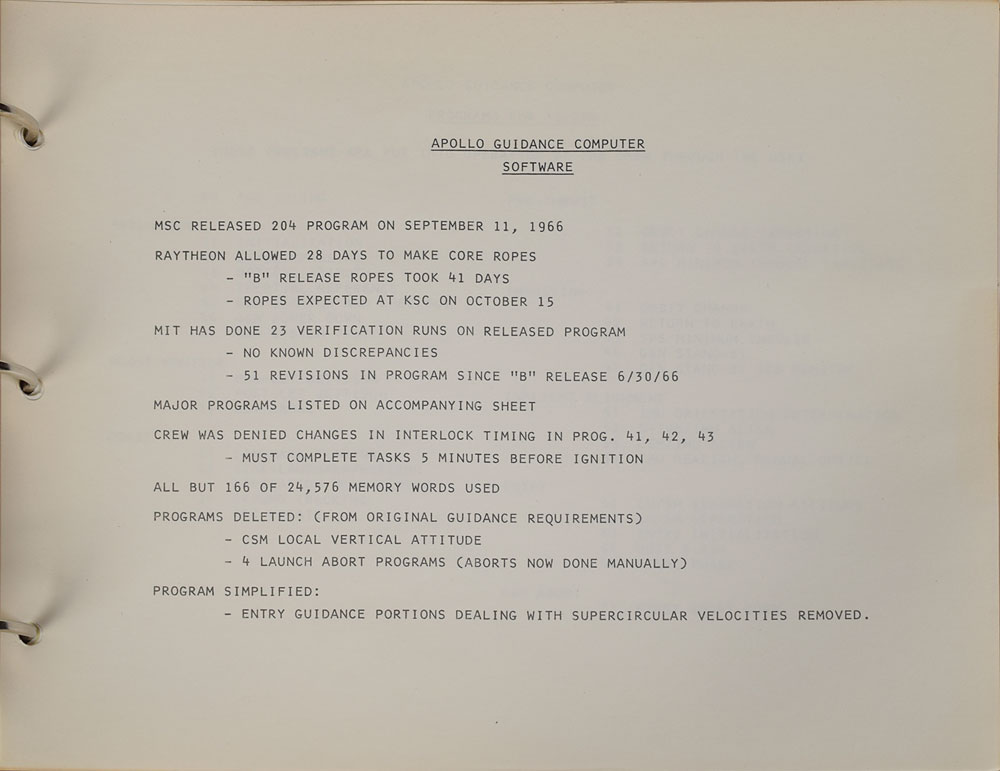 APOLLO GUIDANCE COMPUTER
SOFTWARE
MSC RELEASED 204 PROGRAM ON SEPTEMBER 11, 1966
RAYTHEON ALLOWED 28 DAYS TO MAKE CORE ROPES
- "B" RELEASE ROPES TOOK 41 DAYS
- ROPES EXPECTED AT KSC ON OCTOBER 15
MIT HAS DONE 23 VERIFICATION RUNS ON RELEASED PROGRAM
- NO KNOWN DISCREPANCIES
- 51 REVISIONS IN PROGRAM SINCE "B" RELEASE 6/30/66
MAJOR PROGRAMS LISTED ON ACCOMPANYING SHEET
CREW WAS DENIED CHANGES IN INTERLOCK TIMING IN PROG. 41, 42, 43
- MUST COMPLETE TASKS 5 MINUTES BEFORE IGNITION
ALL BUT 166 OF 24,576 MEMORY WORDS USED
PROGRAMS DELETED: (FROM ORIGINAL GUIDANCE REQUIREMENTS)
- CSM LOCAL VERTICAL ATTITUDE
- 4 LAUNCH ABORT PROGRAMS (ABORTS NOW DONE MANUALLY)
PROGRAM SIMPLIFIED:
- ENTRY GUIDANCE PORTIONS DEALING WITH SUPERCIRCULAR VELOCITIES REMOVED.